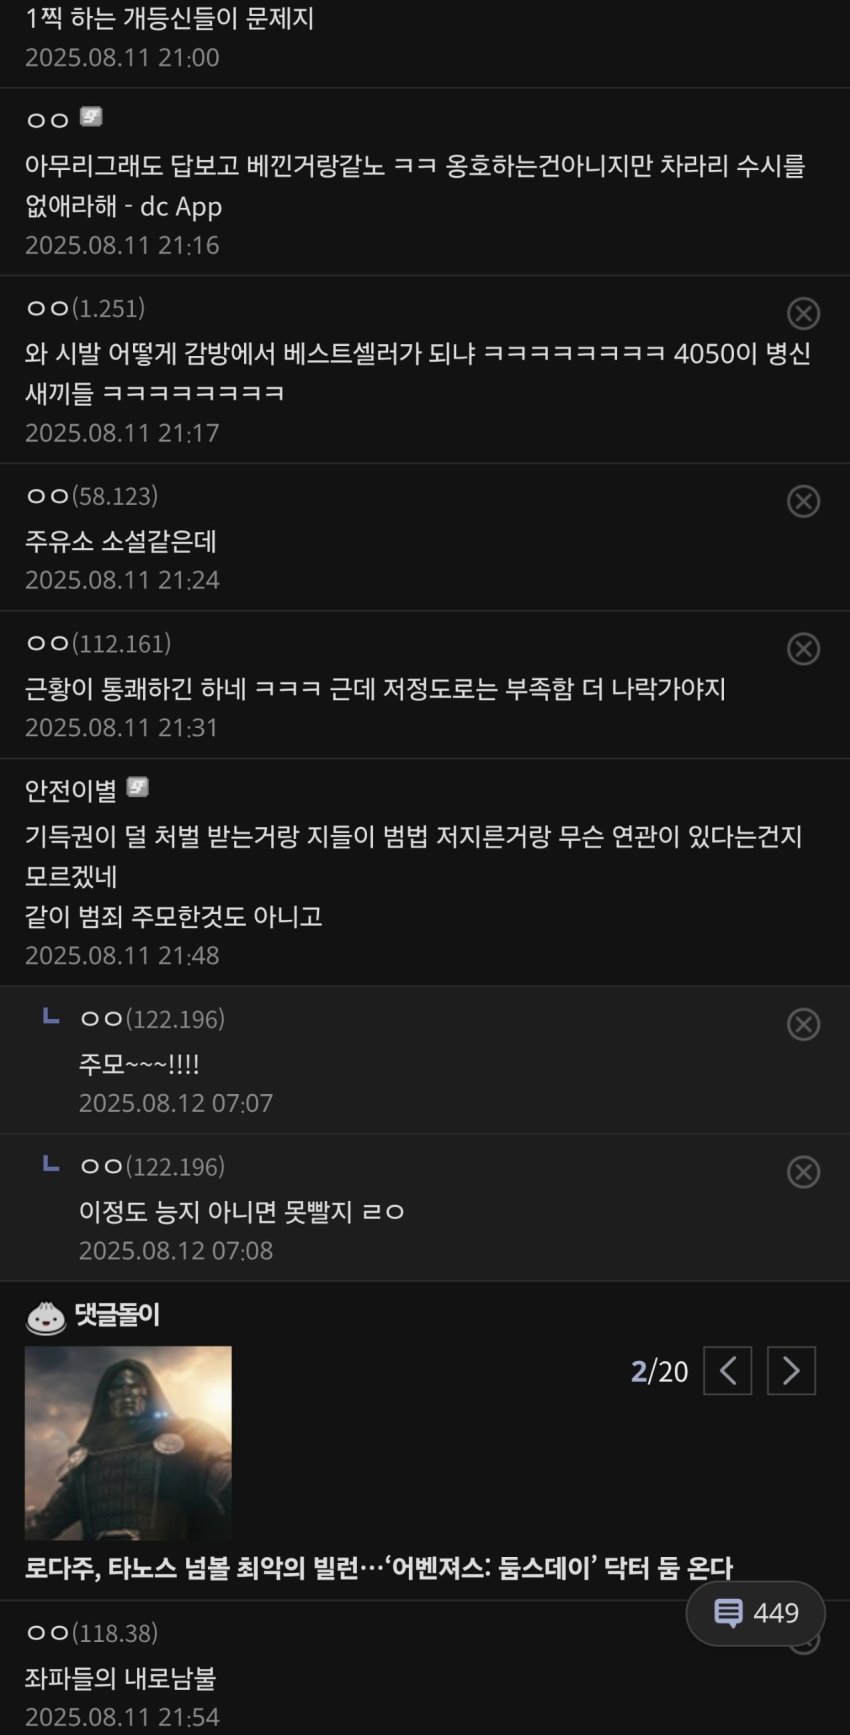 1찍 하는 개등신들이 문제지
2025.08.11 21:00
ㅇㅇ
아무리그래도 답보고 베낀거랑같노 ㅋㅋ 옹호하는건아니지만 차라리 수시를
없애라해 - dc App
2025.08.11 21:16
ㅇㅇ(1.251)
와 시발 어떻게 감방에서 베스트셀러가 되냐 ㅋㅋㅋㅋㅋㅋㅋㅋ 4050이 병신
새끼들 ㅋㅋㅋㅋㅋㅋㅋㅋ
2025.08.11 21:17
ㅇㅇ(58.123)
주유소 소설같은데
2025.08.11 21:24
ㅇㅇ(112.161)
근황이 통쾌하긴 하네 ㅋㅋㅋ 근데 저정도로는 부족함 더 나락가야지
2025.08.11 21:31
안전이별
기득권이 덜 처벌 받는거랑 지들이 범법 저지른거랑 무슨 연관이 있다는건지
모르겠네
같이 범죄 주모한것도 아니고
2025.08.11 21:48
ㅇㅇ(122.196)
주모~~~!!!!
2025.08.12 07:07
ㅇㅇ(122.196)
이정도 능지 아니면 못빨지 ㄹㅇ
2025.08.12 07:08
댓글돌이
2/20
로다주, 타노스 넘볼 최악의 빌런…‘어벤져스: 둠스데이’ 닥터 둠 온다
449
ㅇㅇ(118.38)
좌파들의 내로남불
2025.08.11 21:54